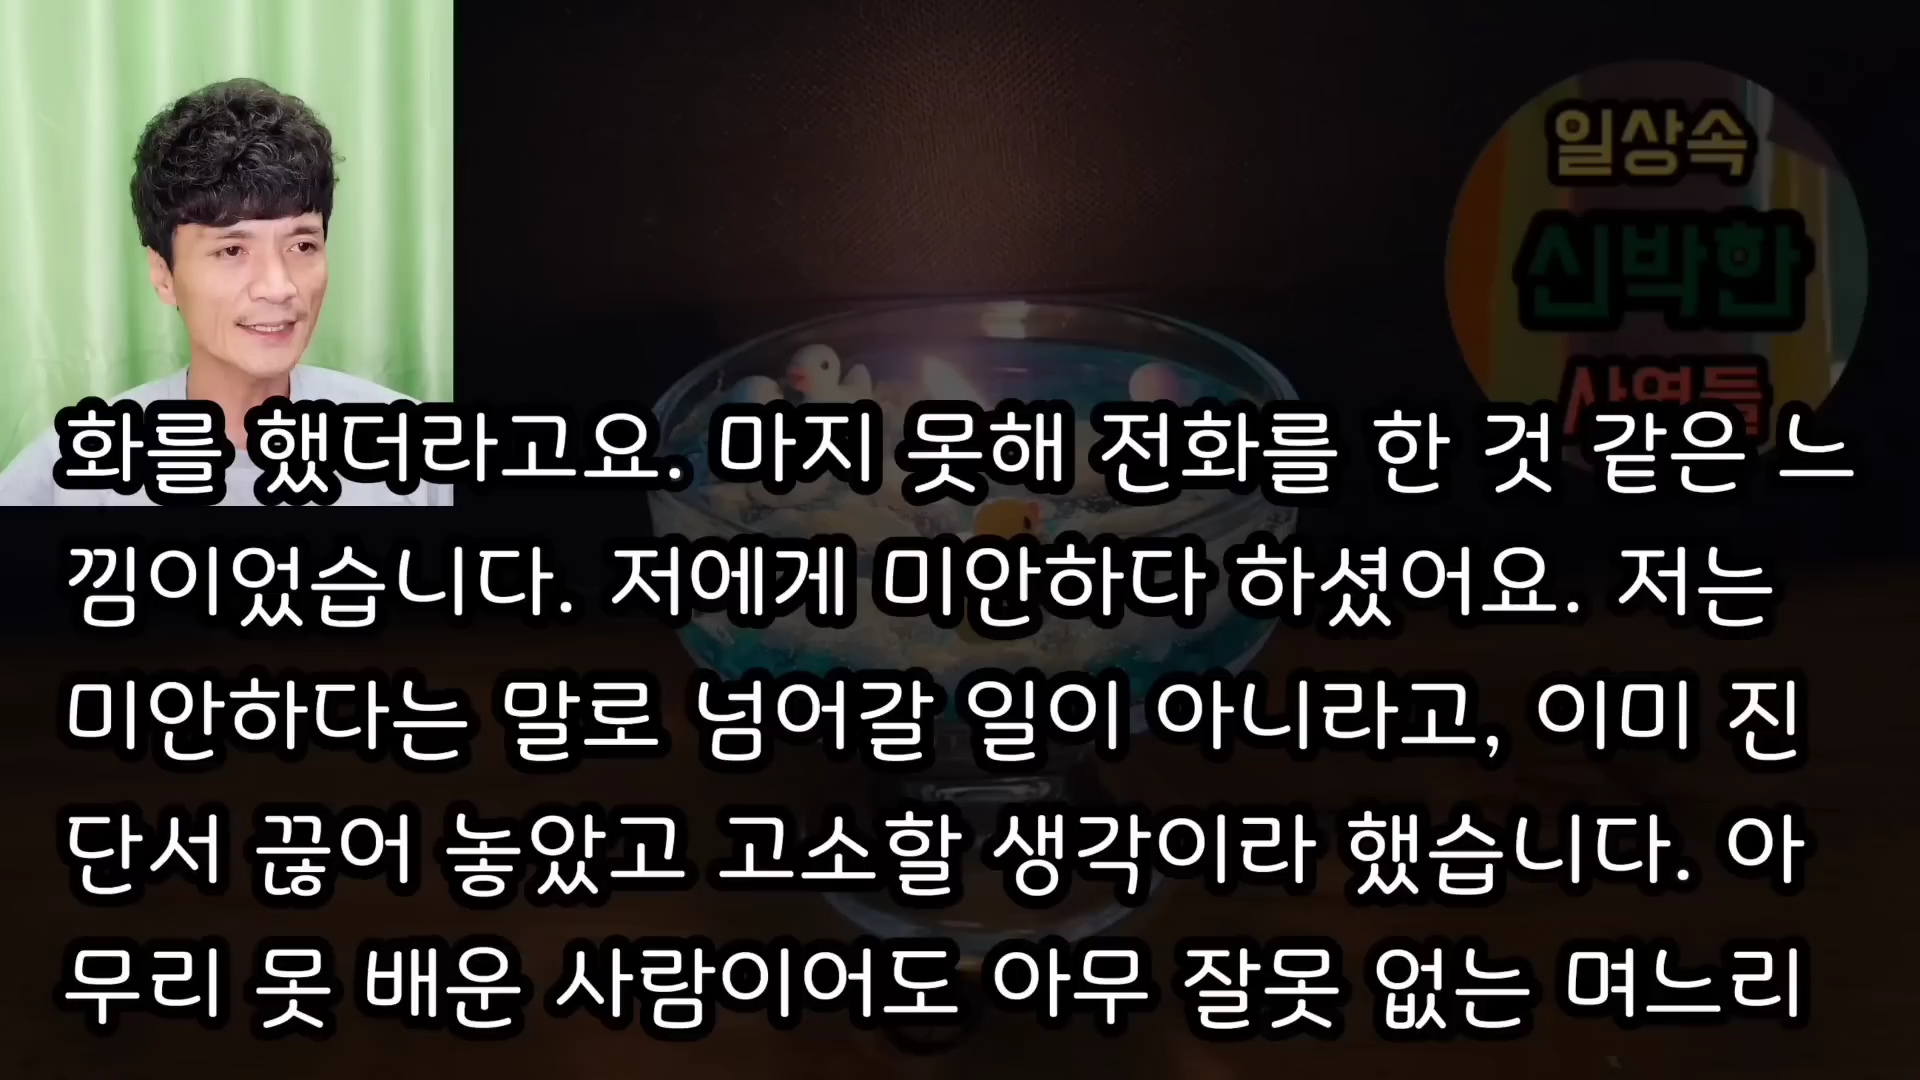 일상속
신박한
사연들
화를 했더라고요. 마지 못해 전화를 한 것 같은 느
낌이었습니다. 저에게 미안하다 하셨어요. 저는
미안하다는 말로 넘어갈 일이 아니라고, 이미 진
단서 끊어 놓았고 고소할 생각이라 했습니다. 아
무리 못 배운 사람이어도 아무 잘못 없는 며느리